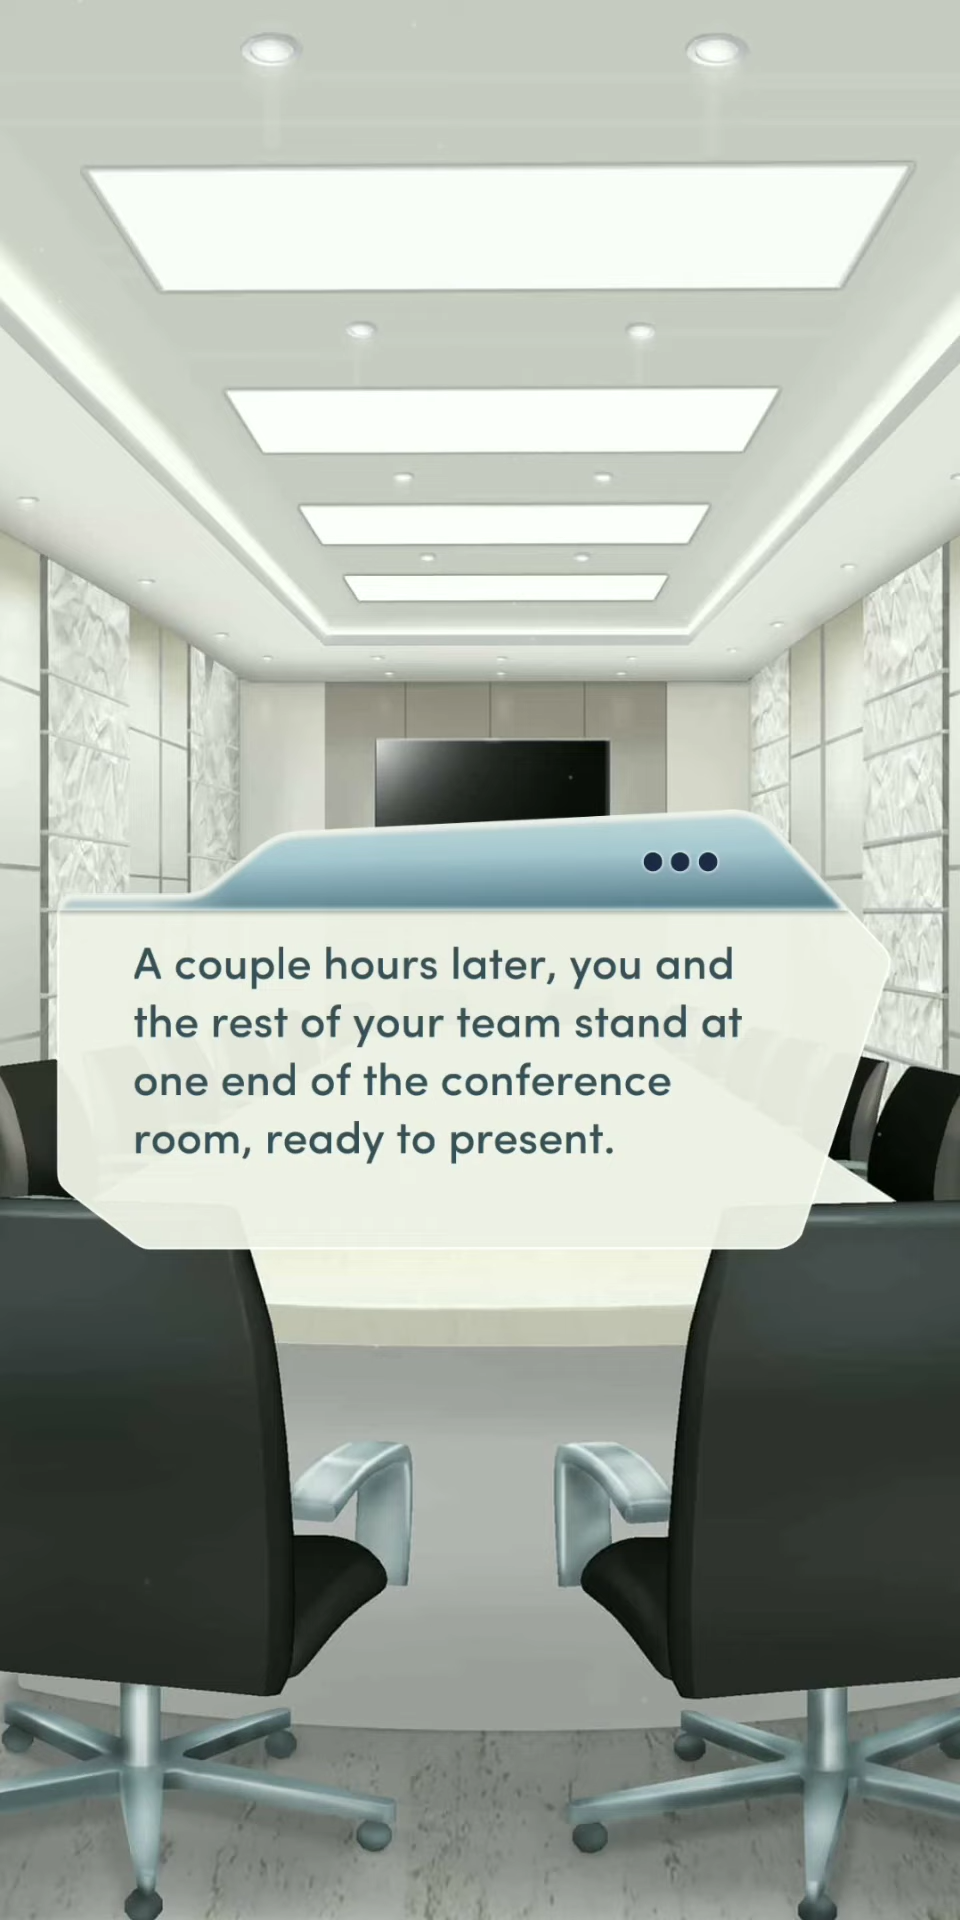 A couple hours later, you and
the rest of your team stand at
one end of the conference
room, ready to present.